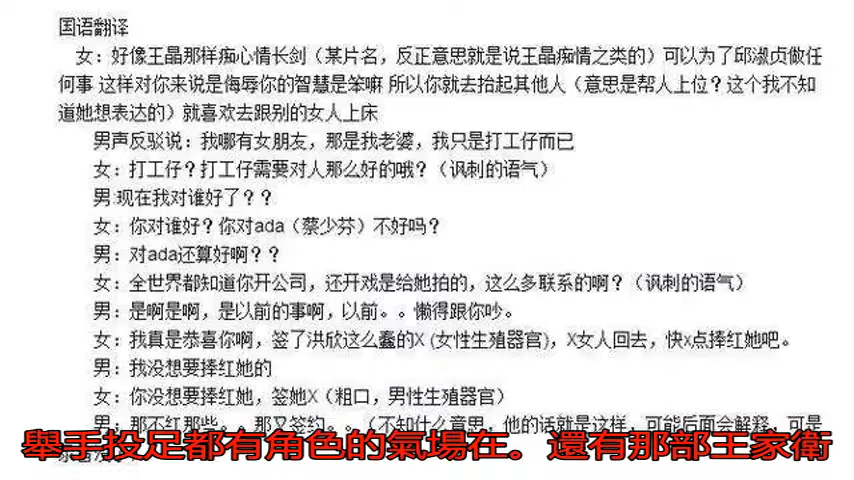 国语翻译
女：好像王晶那样痴心情长剑（某片名，反正意思就是说王晶痴情之类的）可以为了邱淑贞做任
何事 这样对你来说是侮辱你的智慧是笨嘛 所以你就去抬起其他人（意思是帮人上位？这个我不知
道她想表达的）就喜欢去跟别的女人上床
男声反驳说：我哪有女朋友，那是我老婆，我只是打工仔而已
女：打工仔？打工仔需要对人那么好的哦？（讽刺的语气）
男:现在我对谁好了？？
女：你对谁好？你对ada（蔡少芬）不好吗？
男：对ada还算好啊？？
女：全世界都知道你开公司，还开戏是给她拍的，这么多联系的啊？（讽刺的语气）
男：是啊是啊，是以前的事啊，以前。。懒得跟你吵。
女：我真是恭喜你啊，签了洪欣这么蠢的X (女性生殖器官)，X女人回去，快x点捧红她吧。
男：我没想要捧红她的
女：你没想要捧红她，签她X（粗口，男性生殖器官）
男：那不红那些。。那又签约。。（不知什么意思，他的话就是这样，可能后面会解释，可是
舉手投足都有角色的氣場在。還有那部王家衛